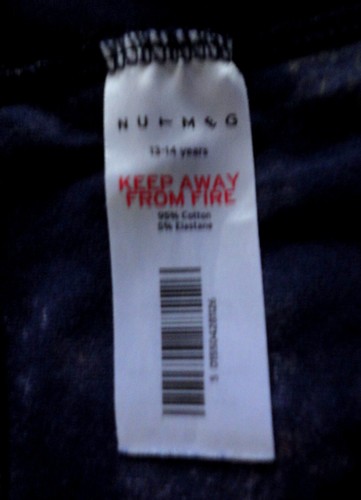 NUTMEG
13-14 years
KEEP AWAY
FROM FIRE
95% Cotton
5% Elastane